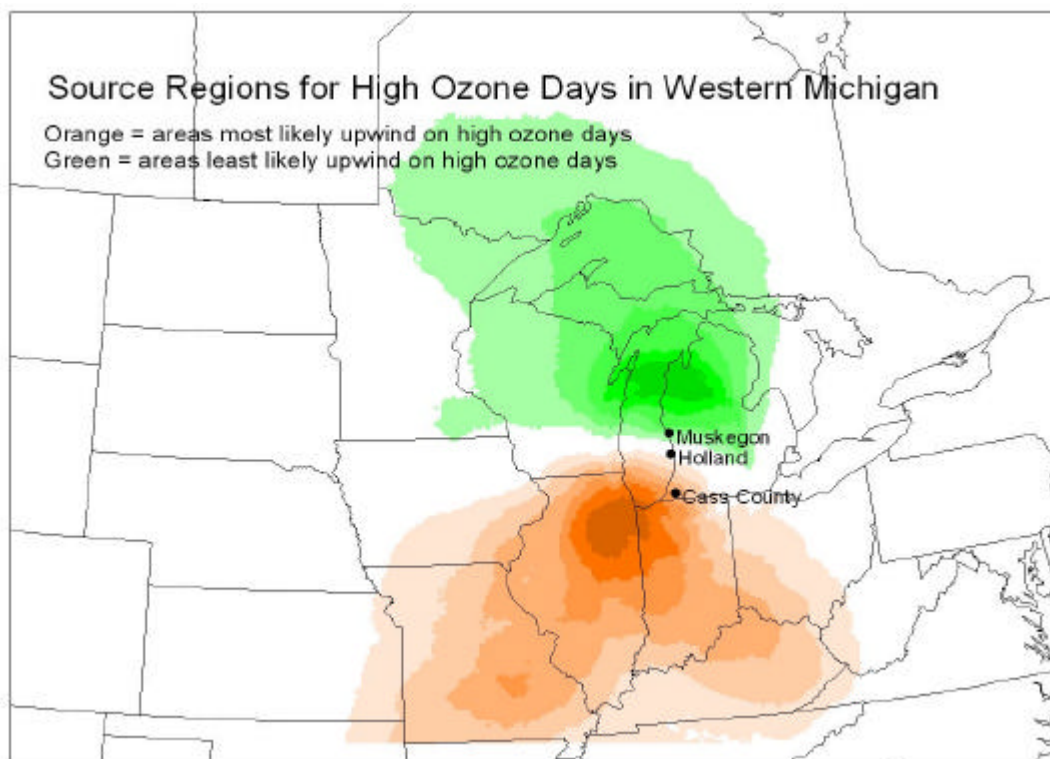 Source Regions for High Ozone Days in Western Michigan
Orange = areas most likely upwind on high ozone days
Green = areas least likely upwind on high ozone days
Muskegon
Holland
Cass County